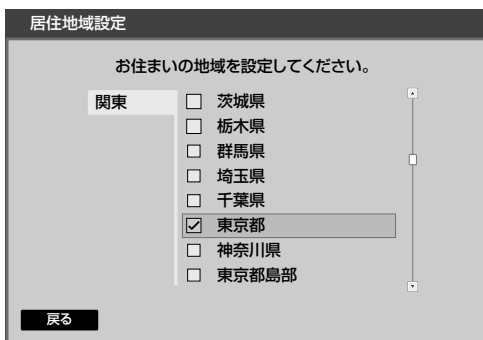 居住地域設定
お住まいの地域を設定してください。
関東
茨城県
栃木県
群馬県
埼玉県
千葉県
東京都
神奈川県
東京都島部
戻る